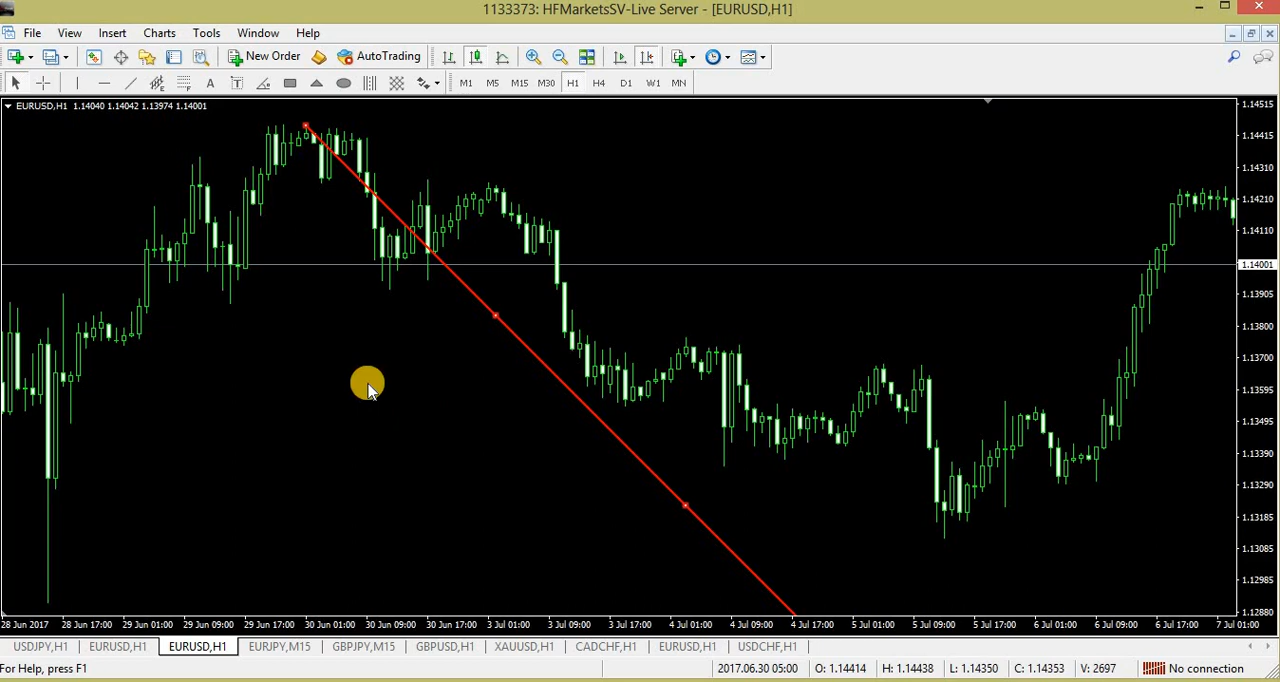 1133373: HFMarketsSV-Live Server - [EURUSD,H1]
File View Insert Charts Tools Window Help
New Order AutoTrading
A T M1 M5 M15 M30 H1 H4 D1 W1 MN
EURUSD,H1 1.14040 1.14042 1.13974 1.14001
1.14515
1.14415
1.14310
1.14210
1.14110
1.14001
1.13905
1.13800
1.13700
1.13595
1.13495
1.13390
1.13290
1.13185
1.13085
1.12985
1.12880
28 Jun 2017 28 Jun 17:00 29 Jun 01:00 29 Jun 09:00 29 Jun 17:00 30 Jun 01:00 30 Jun 09:00 30 Jun 17:00 3 Jul 01:00 3 Jul 09:00 3 Jul 17:00 4 Jul 01:00 4 Jul 09:00 4 Jul 17:00 5 Jul 01:00 5 Jul 09:00 5 Jul 17:00 6 Jul 01:00 6 Jul 09:00 6 Jul 17:00 7 Jul 01:00
USDJPY,H1 EURUSD,H1 EURUSD,H1 EURJPY,M15 GBPJPY,M15 GBPUSD,H1 XAUUSD,H1 CADCHF,H1 EURUSD,H1 USDCHF,H1
For Help, press F1 2017.06.30 05:00 O: 1.14414 H: 1.14438 L: 1.14350 C: 1.14353 V: 2697 No connection